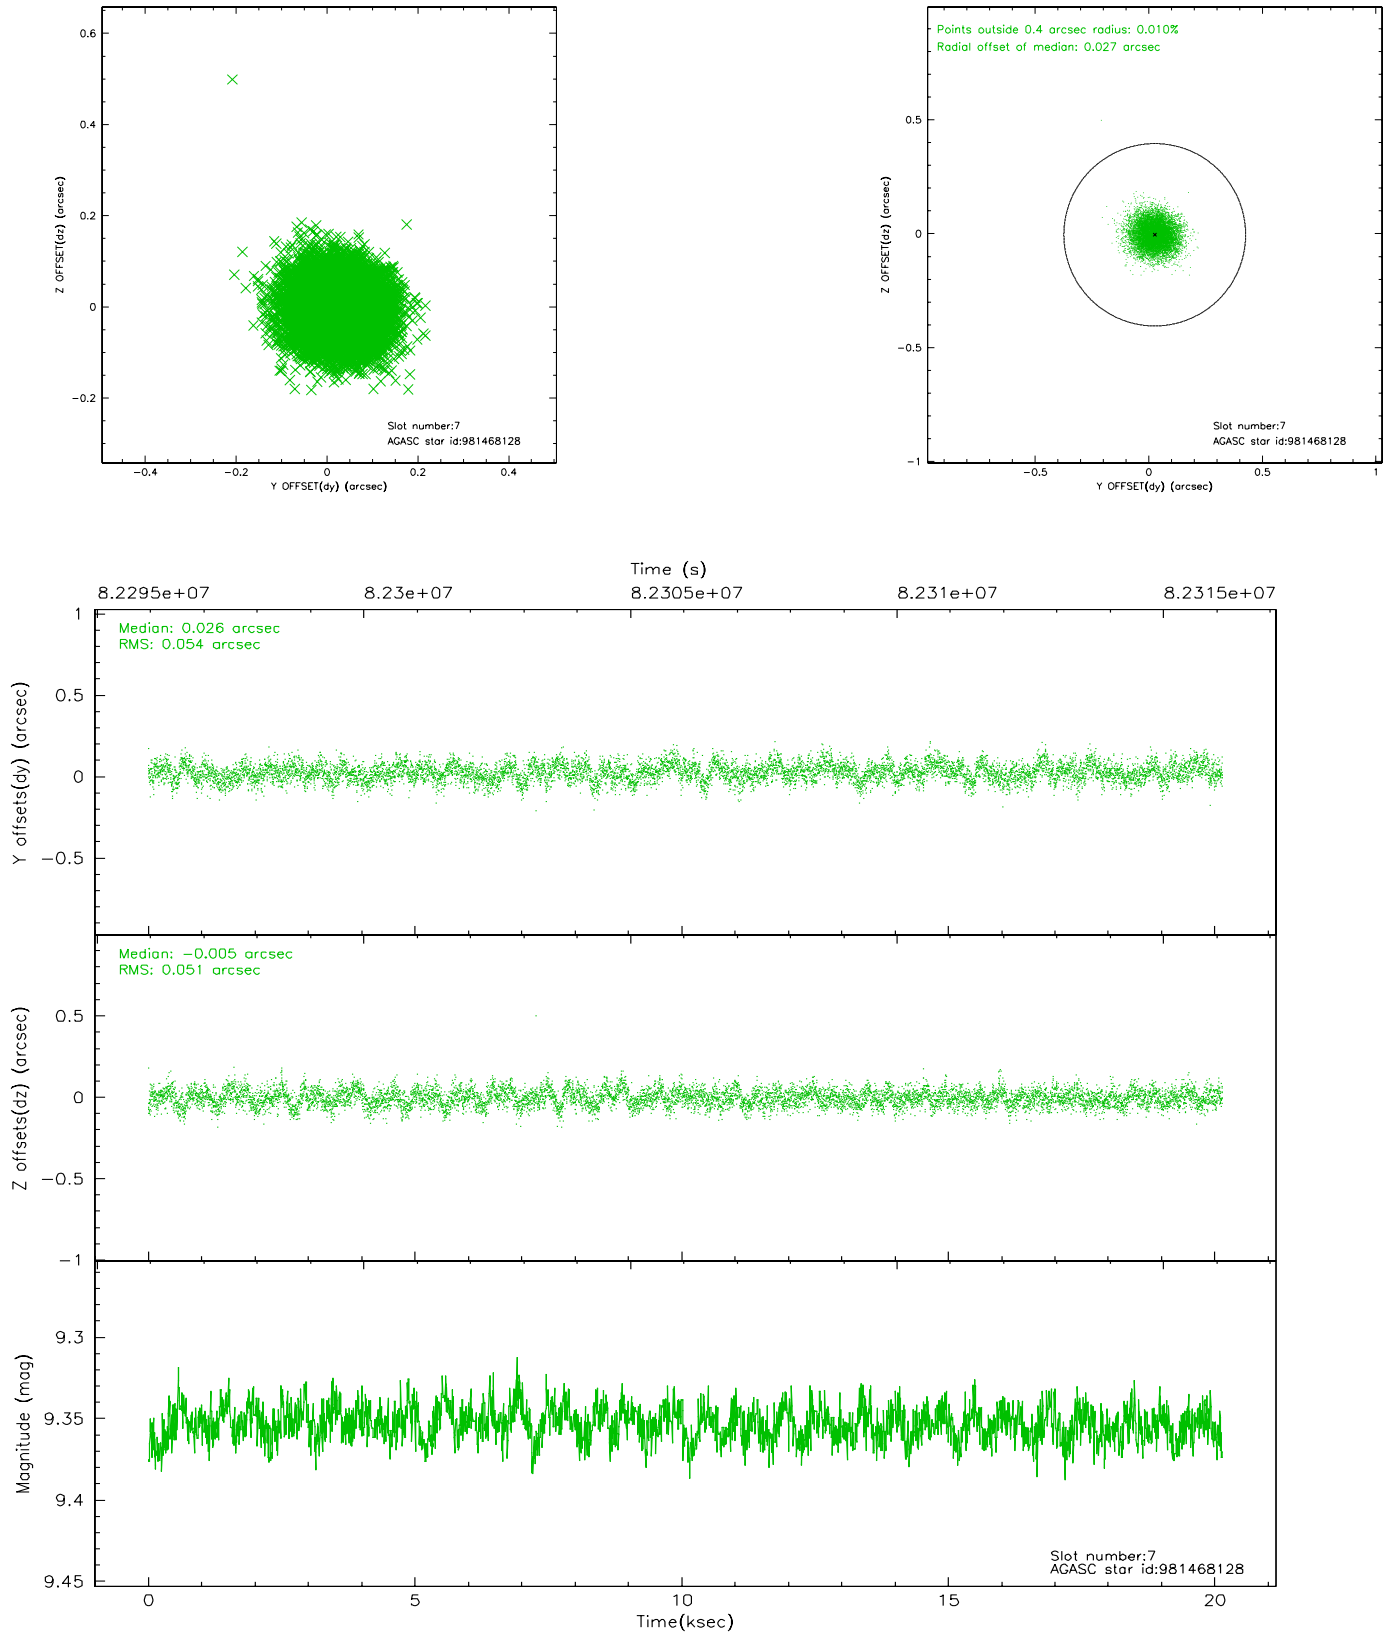 0.6
0.4
0.2
0
−0.2
Z OFFSET(dz) (arcsec)
Slot number:7
AGASC star id:981468128
−0.4 −0.2 0 0.2 0.4
Y OFFSET(dy) (arcsec)
Points outside 0.4 arcsec radius: 0.010%
Radial offset of median: 0.027 arcsec
0.5
0
−0.5
−1
Z OFFSET(dz) (arcsec)
Slot number:7
AGASC star id:981468128
−0.5 0 0.5 1
Y OFFSET(dy) (arcsec)
Time (s)
8.2295e+07 8.23e+07 8.2305e+07 8.231e+07 8.2315e+07
Median: 0.026 arcsec
RMS: 0.054 arcsec
1
0.5
0
−0.5
Y offsets(dy) (arcsec)
Median: −0.005 arcsec
RMS: 0.051 arcsec
0.5
0
−0.5
−1
Z offsets(dz) (arcsec)
9.3
9.35
9.4
9.45
Magnitude (mag)
Slot number:7
AGASC star id:981468128
0 5 10 15 20
Time(ksec)